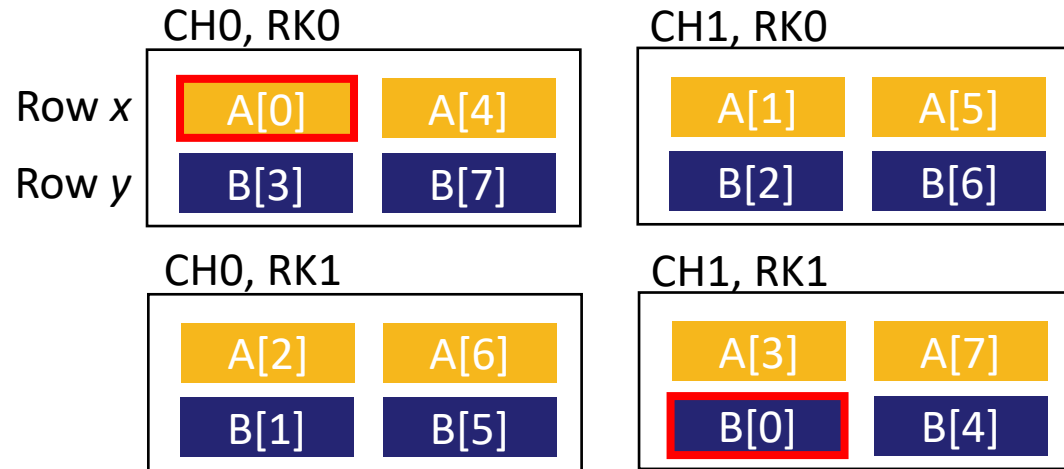 CH0, RK0
CH1, RK0
Row x
A[0] A[4]
A[1] A[5]
Row y
B[3] B[7]
B[2] B[6]
CH0, RK1
CH1, RK1
A[2] A[6]
A[3] A[7]
B[1] B[5]
B[0] B[4]